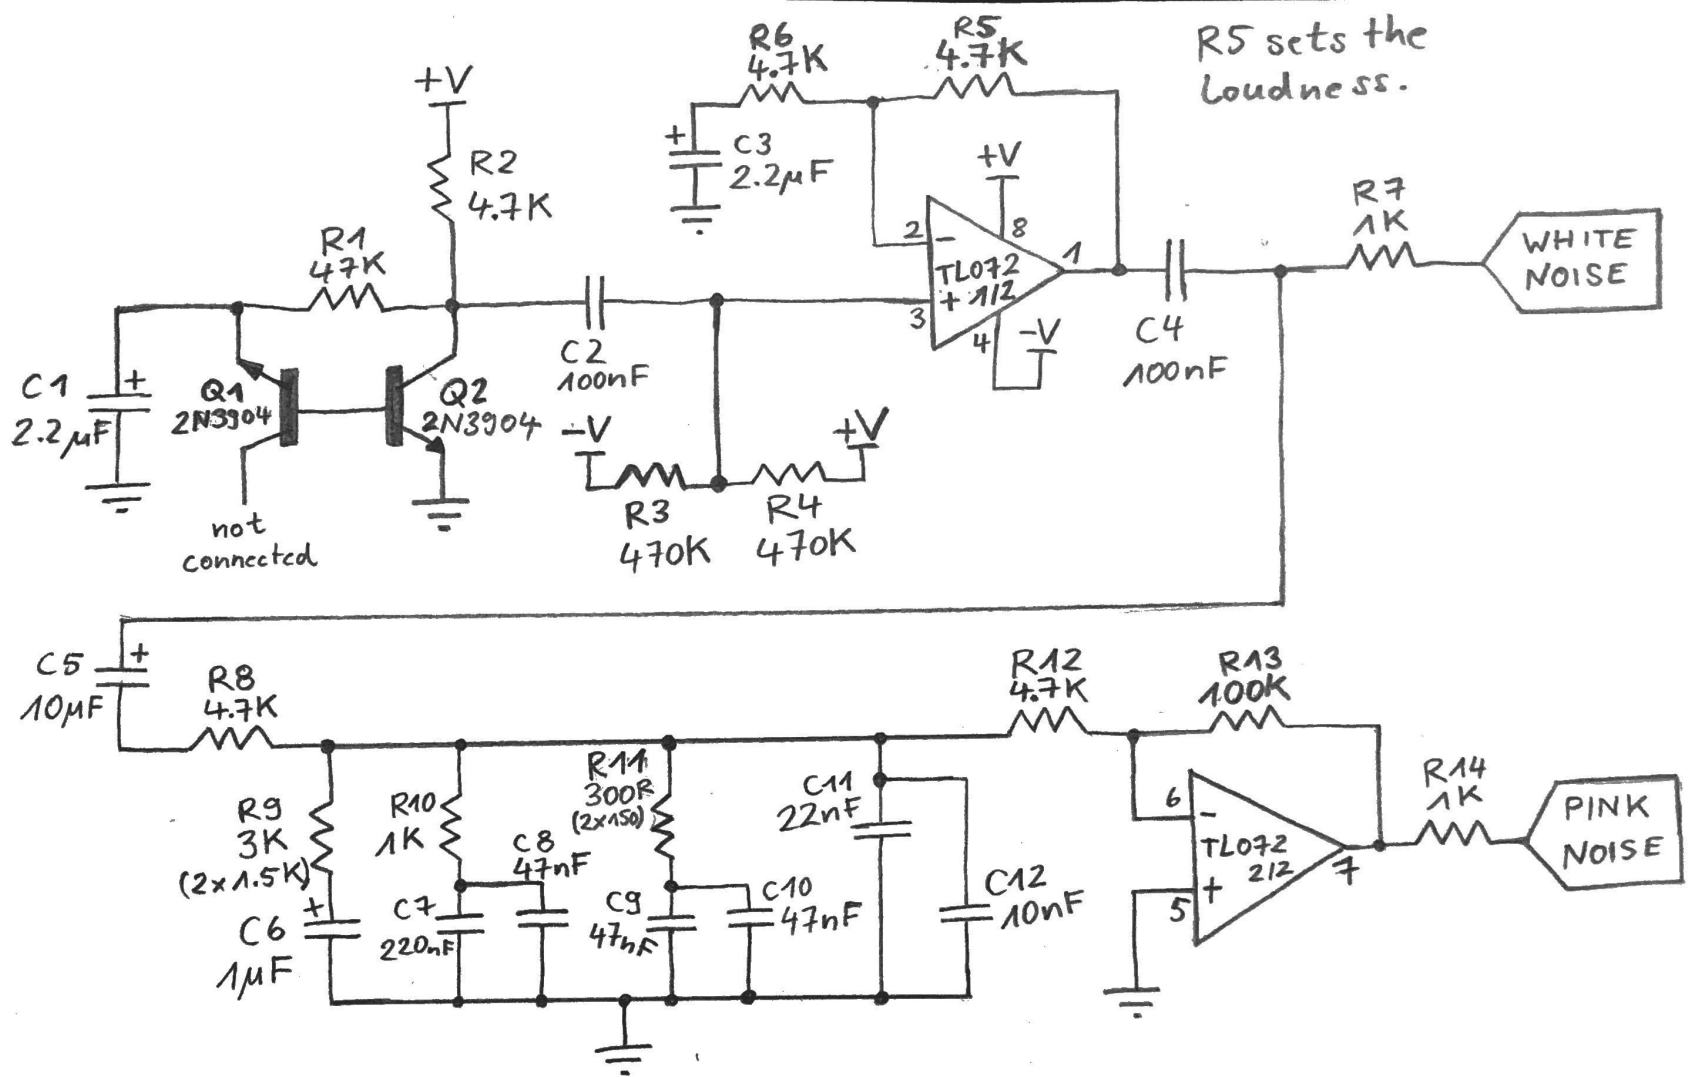 R5 sets the
Loudness.
+V
R2
4.7K
R1
47K
C1
+
2.2µF
Q1
2N3904
Q2
2N3904
not
connected
C2
100nF
-V
R3
470K
+V
R4
470K
R6
4.7K
R5
4.7K
+
C3
2.2µF
+V
8
2
-
TL072
1/2
+
3
1
4
-V
C4
100nF
R7
1K
WHITE
NOISE
C5
+
10µF
R8
4.7K
R9
3K
(2x1.5K)
+
C6
1µF
R10
1K
C8
47nF
C7
220nF
R11
300R
(2x150)
C9
47nF
C10
47nF
C11
22nF
C12
10nF
R12
4.7K
R13
100K
6
-
TL072
2/2
+
5
7
R14
1K
PINK
NOISE